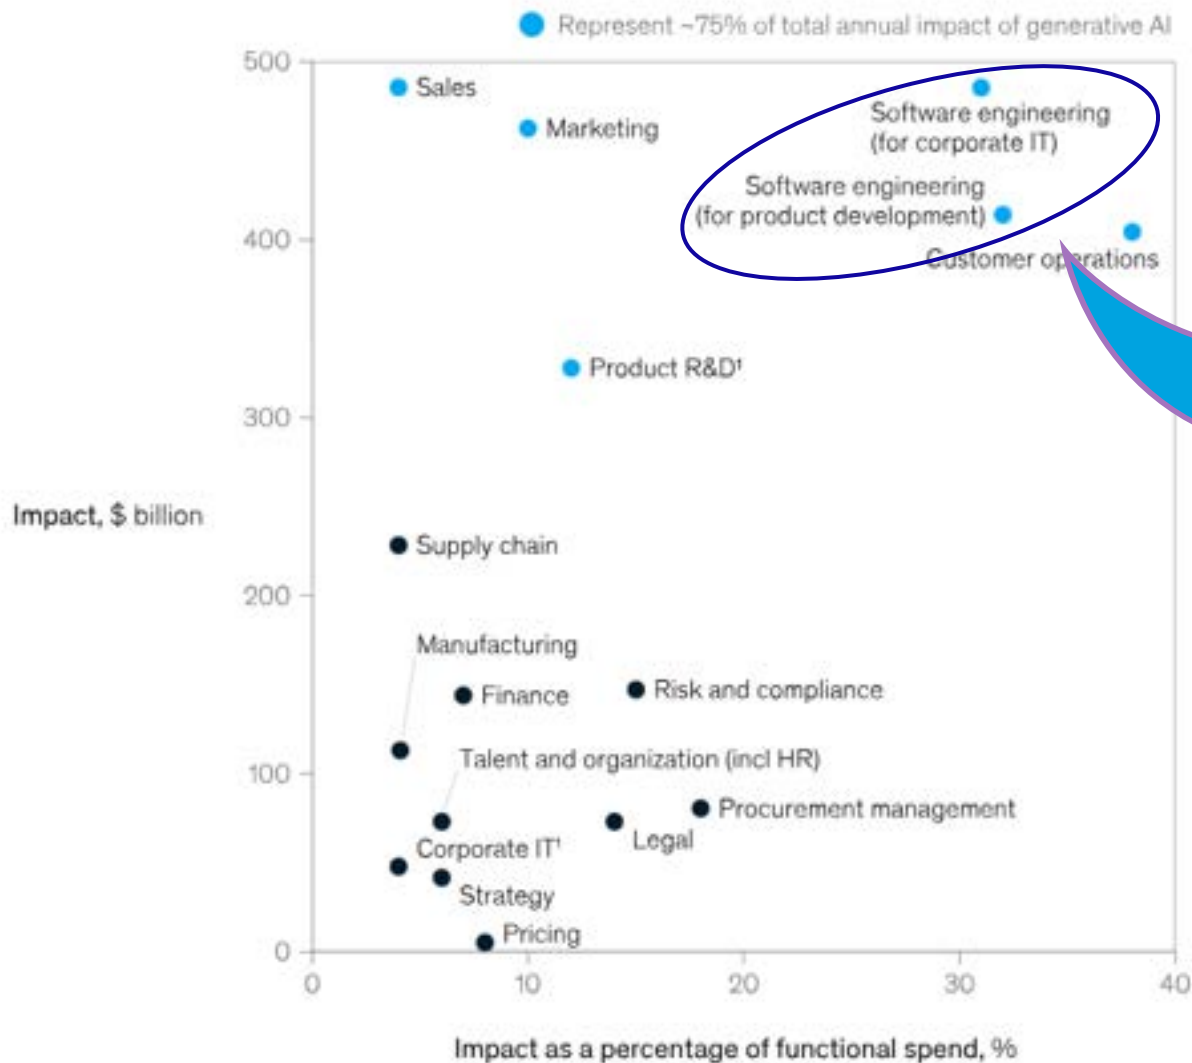 Represent ~75% of total annual impact of generative AI
500
Sales
Software engineering
(for corporate IT)
Marketing
Software engineering
(for product development)
400
Customer operations
Product R&D†
300
Impact, $ billion
Supply chain
200
Manufacturing
Finance
Risk and compliance
Talent and organization (incl HR)
100
Procurement management
Legal
Corporate IT†
Strategy
Pricing
0
0 10 20 30 40
Impact as a percentage of functional spend, %